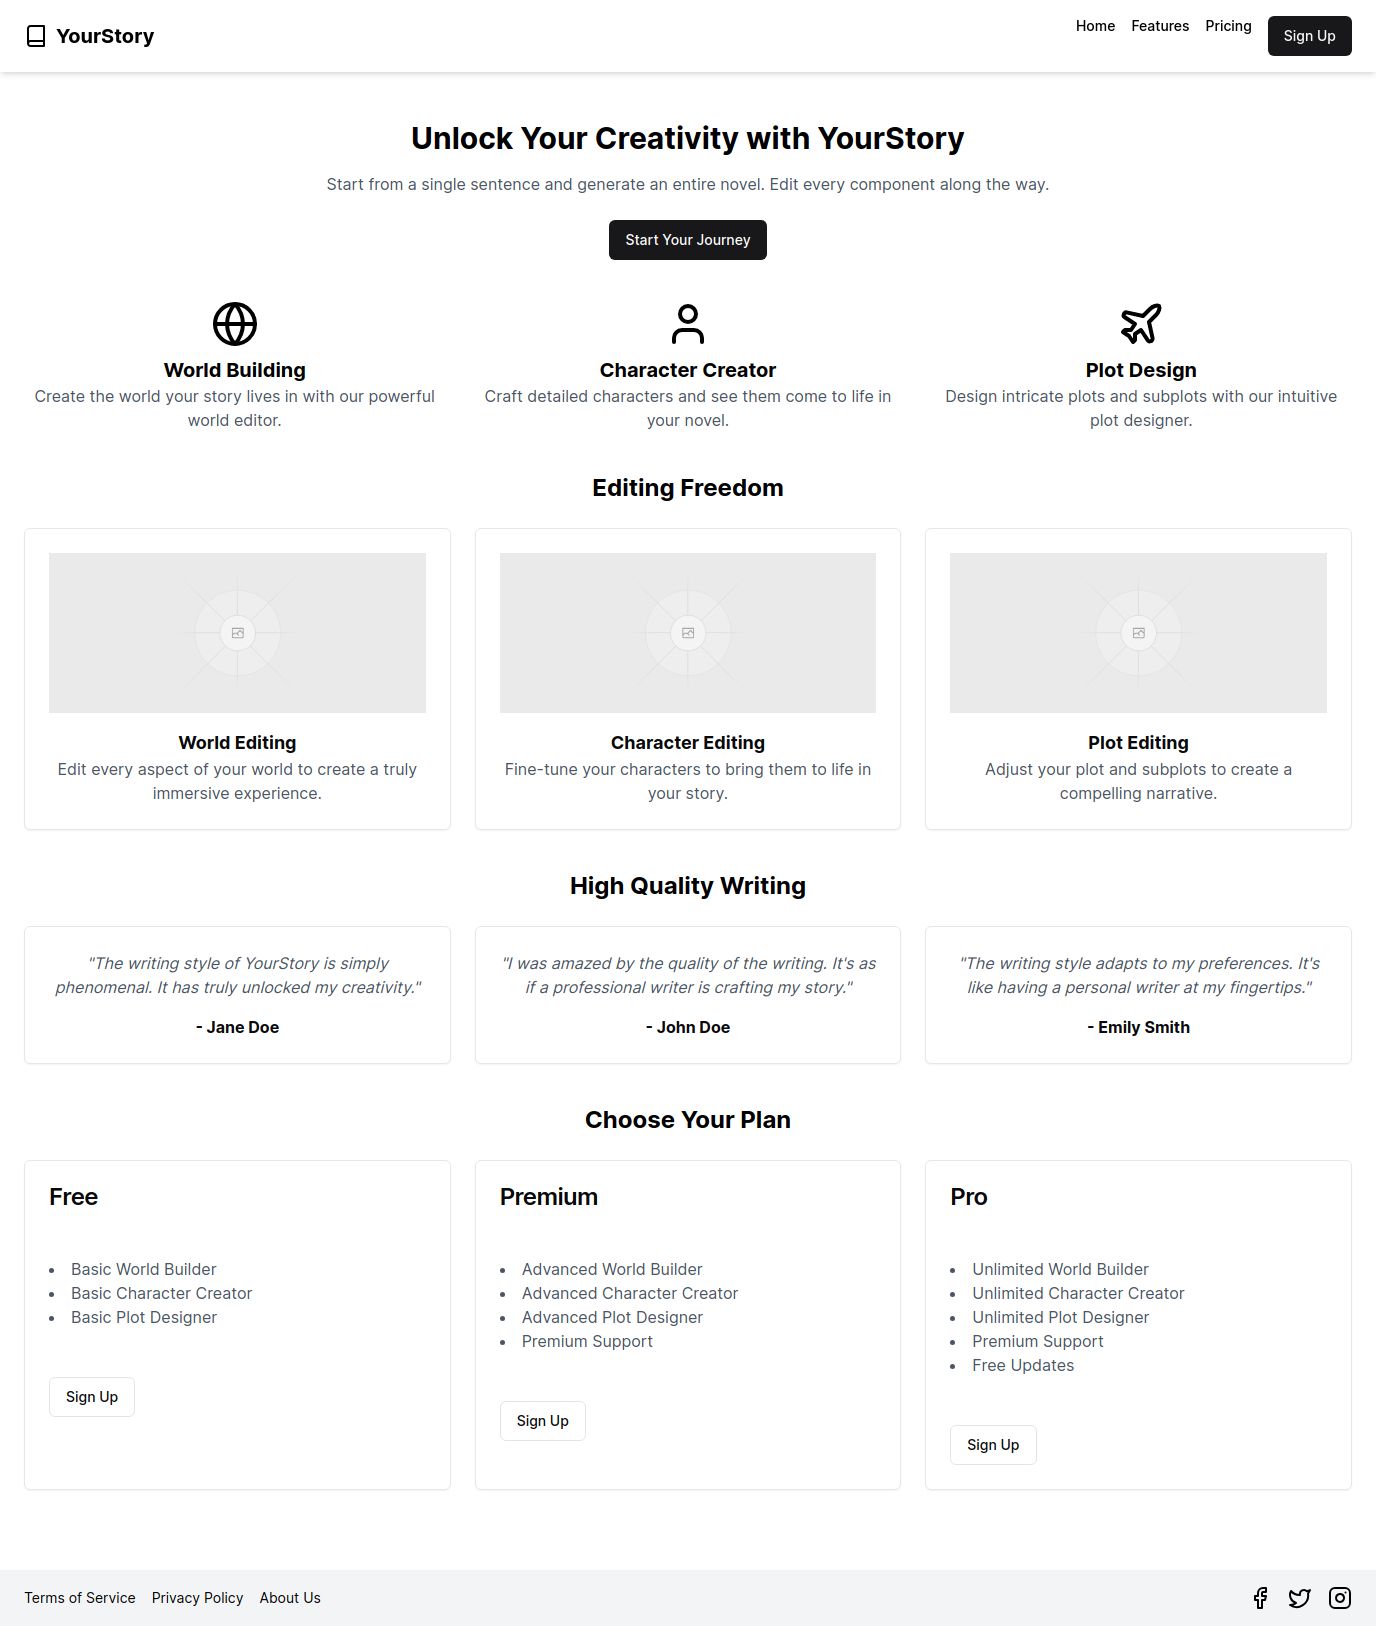 YourStory
Home
Features
Pricing
Sign Up
Unlock Your Creativity with YourStory
Start from a single sentence and generate an entire novel. Edit every component along the way.
Start Your Journey
World Building
Create the world your story lives in with our powerful
world editor.
Character Creator
Craft detailed characters and see them come to life in
your novel.
Plot Design
Design intricate plots and subplots with our intuitive
plot designer.
Editing Freedom
World Editing
Edit every aspect of your world to create a truly
immersive experience.
Character Editing
Fine-tune your characters to bring them to life in
your story.
Plot Editing
Adjust your plot and subplots to create a
compelling narrative.
High Quality Writing
"The writing style of YourStory is simply
phenomenal. It has truly unlocked my creativity."
- Jane Doe
"I was amazed by the quality of the writing. It's as
if a professional writer is crafting my story."
- John Doe
"The writing style adapts to my preferences. It's
like having a personal writer at my fingertips."
- Emily Smith
Choose Your Plan
Free
• Basic World Builder
• Basic Character Creator
• Basic Plot Designer
Sign Up
Premium
• Advanced World Builder
• Advanced Character Creator
• Advanced Plot Designer
• Premium Support
Sign Up
Pro
• Unlimited World Builder
• Unlimited Character Creator
• Unlimited Plot Designer
• Premium Support
• Free Updates
Sign Up
Terms of Service
Privacy Policy
About Us